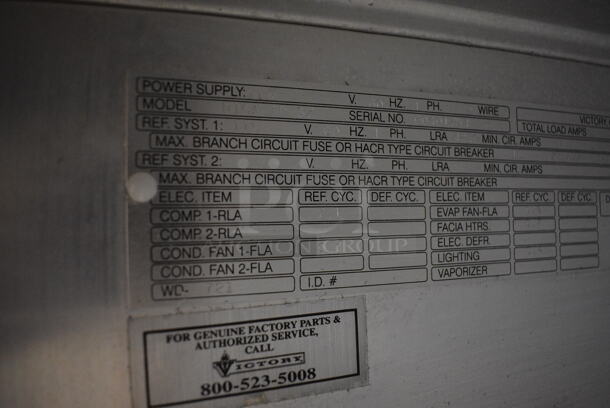 POWER SUPPLY: V. HZ. PH. WIRE
MODEL SERIAL NO. VICTORY
REF. SYST. 1: V. HZ. PH. LRA MIN. CIR. AMPS TOTAL LOAD AMPS
MAX. BRANCH CIRCUIT FUSE OR HACR TYPE CIRCUIT BREAKER
REF. SYST. 2: V. HZ. PH. LRA MIN. CIR. AMPS
MAX. BRANCH CIRCUIT FUSE OR HACR TYPE CIRCUIT BREAKER
ELEC. ITEM REF. CYC. DEF. CYC. ELEC. ITEM REF. CYC. DEF. CYC.
COMP. 1-RLA EVAP FAN-FLA
COMP. 2-RLA FACIA HTRS.
COND. FAN 1-FLA ELEC. DEFR.
COND. FAN 2-FLA LIGHTING
WD- I.D. # VAPORIZER
FOR GENUINE FACTORY PARTS &
AUTHORIZED SERVICE,
CALL
VICTORY
800-523-5008